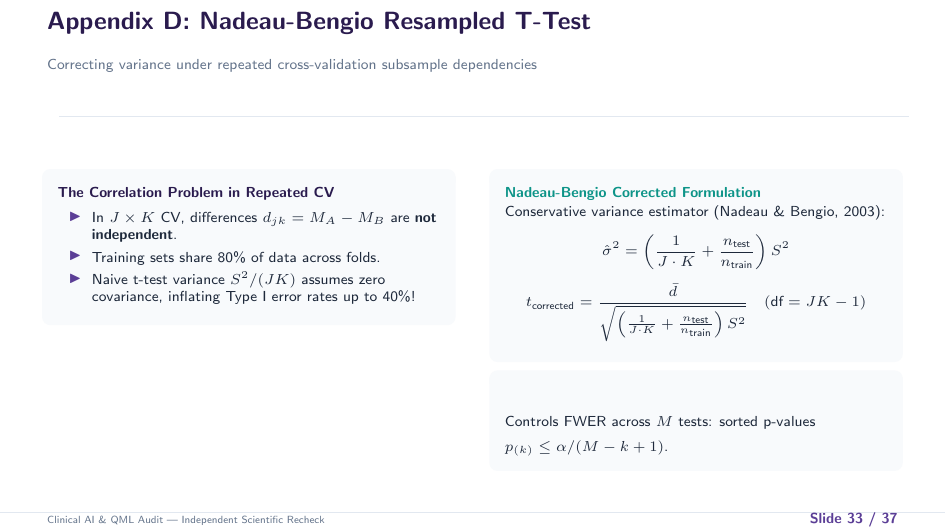 Appendix D: Nadeau-Bengio Resampled T-Test
Correcting variance under repeated cross-validation subsample dependencies
The Correlation Problem in Repeated CV
▶ In J × K CV, differences d_{jk} = M_A − M_B are not
independent.
▶ Training sets share 80% of data across folds.
▶ Naive t-test variance S²/(JK) assumes zero
covariance, inflating Type I error rates up to 40%!
Nadeau-Bengio Corrected Formulation
Conservative variance estimator (Nadeau & Bengio, 2003):
σ̂² = ( 1/(J · K) + n_test/n_train ) S²
t_corrected = d̄ / √( ( 1/(J·K) + n_test/n_train ) S² ) (df = JK − 1)
Controls FWER across M tests: sorted p-values
p_{(k)} ≤ α/(M − k + 1).
Clinical AI & QML Audit — Independent Scientific Recheck
Slide 33 / 37